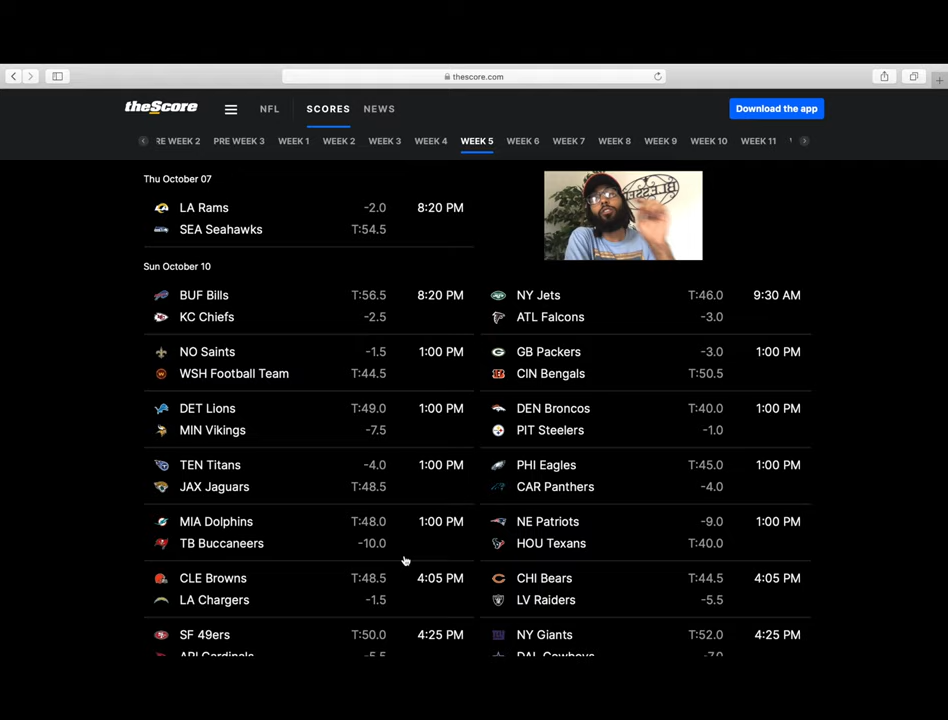 thescore.com
theScore
NFL
SCORES
NEWS
Download the app
RE WEEK 2
PRE WEEK 3
WEEK 1
WEEK 2
WEEK 3
WEEK 4
WEEK 5
WEEK 6
WEEK 7
WEEK 8
WEEK 9
WEEK 10
WEEK 11
Thu October 07
LA Rams -2.0 8:20 PM
SEA Seahawks T:54.5
BLESSED
Sun October 10
BUF Bills T:56.5 8:20 PM
KC Chiefs -2.5
NY Jets T:46.0 9:30 AM
ATL Falcons -3.0
NO Saints -1.5 1:00 PM
WSH Football Team T:44.5
GB Packers -3.0 1:00 PM
CIN Bengals T:50.5
DET Lions T:49.0 1:00 PM
MIN Vikings -7.5
DEN Broncos T:40.0 1:00 PM
PIT Steelers -1.0
TEN Titans -4.0 1:00 PM
JAX Jaguars T:48.5
PHI Eagles T:45.0 1:00 PM
CAR Panthers -4.0
MIA Dolphins T:48.0 1:00 PM
TB Buccaneers -10.0
NE Patriots -9.0 1:00 PM
HOU Texans T:40.0
CLE Browns T:48.5 4:05 PM
LA Chargers -1.5
CHI Bears T:44.5 4:05 PM
LV Raiders -5.5
SF 49ers T:50.0 4:25 PM
ARI Cardinals -5.5
NY Giants T:52.0 4:25 PM
DAL Cowboys -7.0